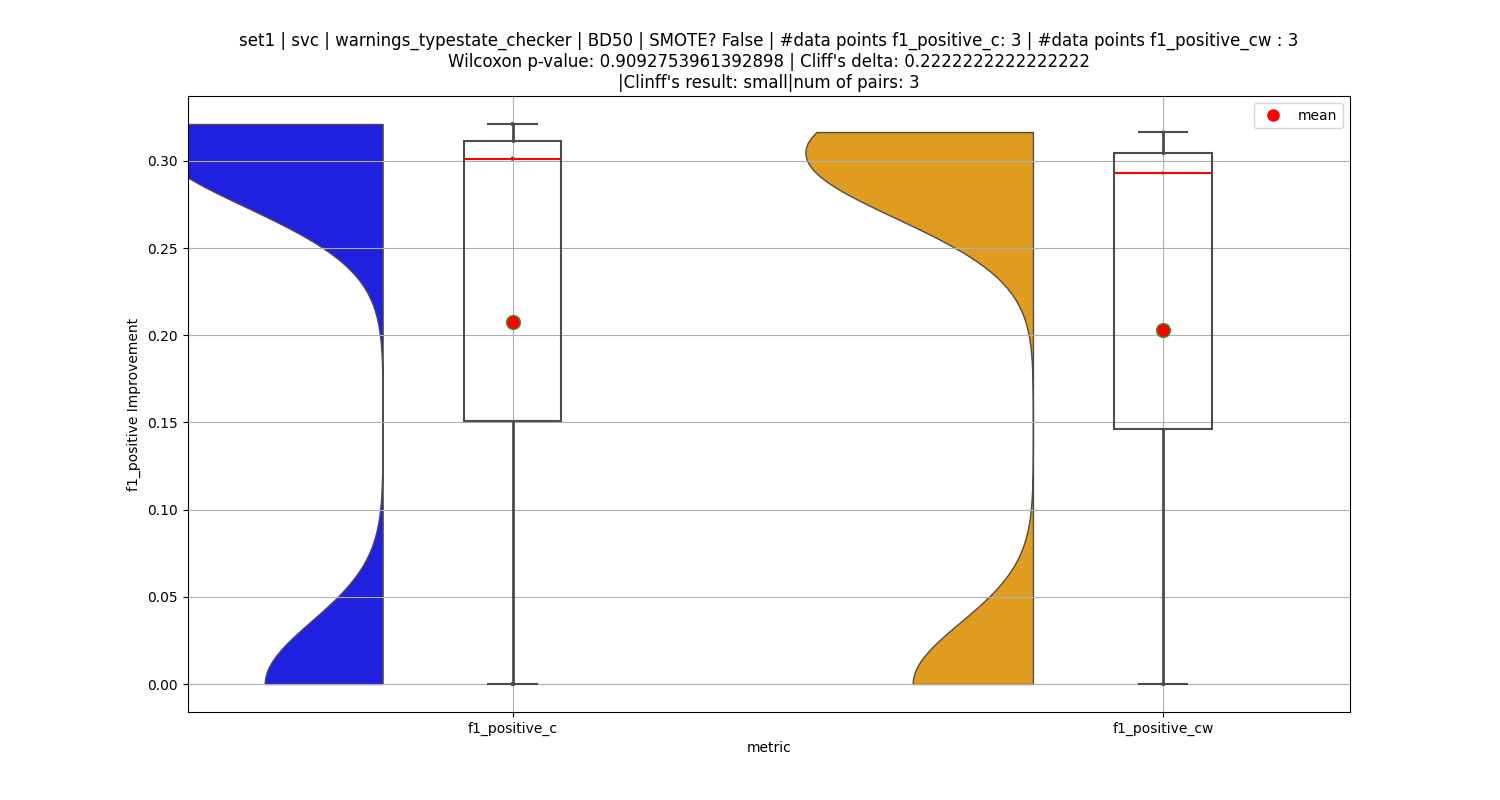 set1 | svc | warnings_typestate_checker | BD50 | SMOTE? False | #data points f1_positive_c: 3 | #data points f1_positive_cw : 3
Wilcoxon p-value: 0.9092753961392898 | Cliff's delta: 0.2222222222222222
|Clinff's result: small|num of pairs: 3
mean
0.30
0.25
0.20
0.15
0.10
0.05
0.00
f1_positive Improvement
f1_positive_c
f1_positive_cw
metric